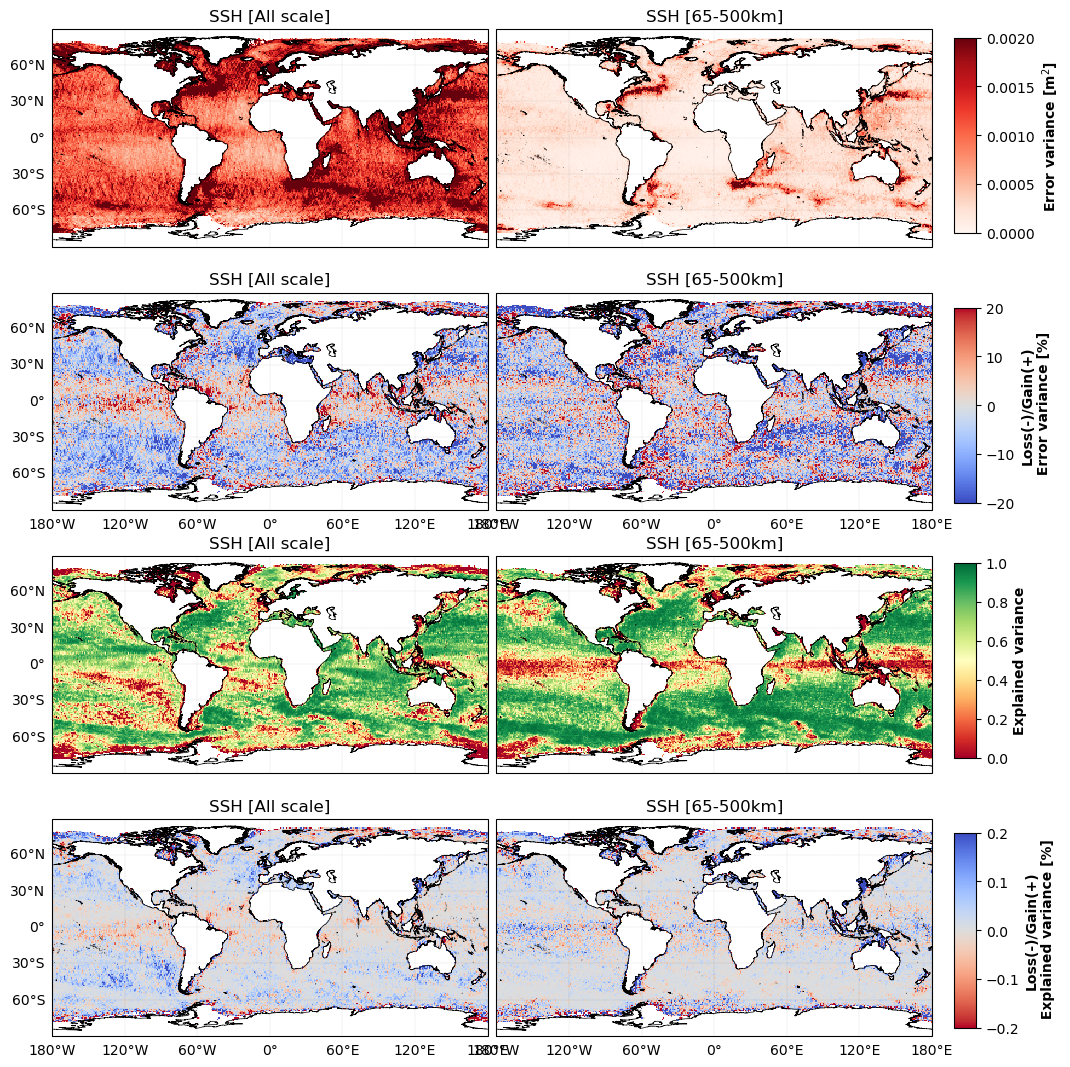 SSH [All scale]
SSH [65-500km]
60°N
30°N
0°
30°S
60°S
0.0020
0.0015
0.0010
0.0005
0.0000
Error variance [m²]
SSH [All scale]
SSH [65-500km]
60°N
30°N
0°
30°S
60°S
180°W 120°W 60°W 0° 60°E 120°E 180°E
180°W 120°W 60°W 0° 60°E 120°E 180°E
20
10
0
−10
−20
Loss(-)/Gain(+)
Error variance [%]
SSH [All scale]
SSH [65-500km]
60°N
30°N
0°
30°S
60°S
1.0
0.8
0.6
0.4
0.2
0.0
Explained variance
SSH [All scale]
SSH [65-500km]
60°N
30°N
0°
30°S
60°S
180°W 120°W 60°W 0° 60°E 120°E 180°E
180°W 120°W 60°W 0° 60°E 120°E 180°E
0.2
0.1
0.0
−0.1
−0.2
Loss(-)/Gain(+)
Explained variance [%]